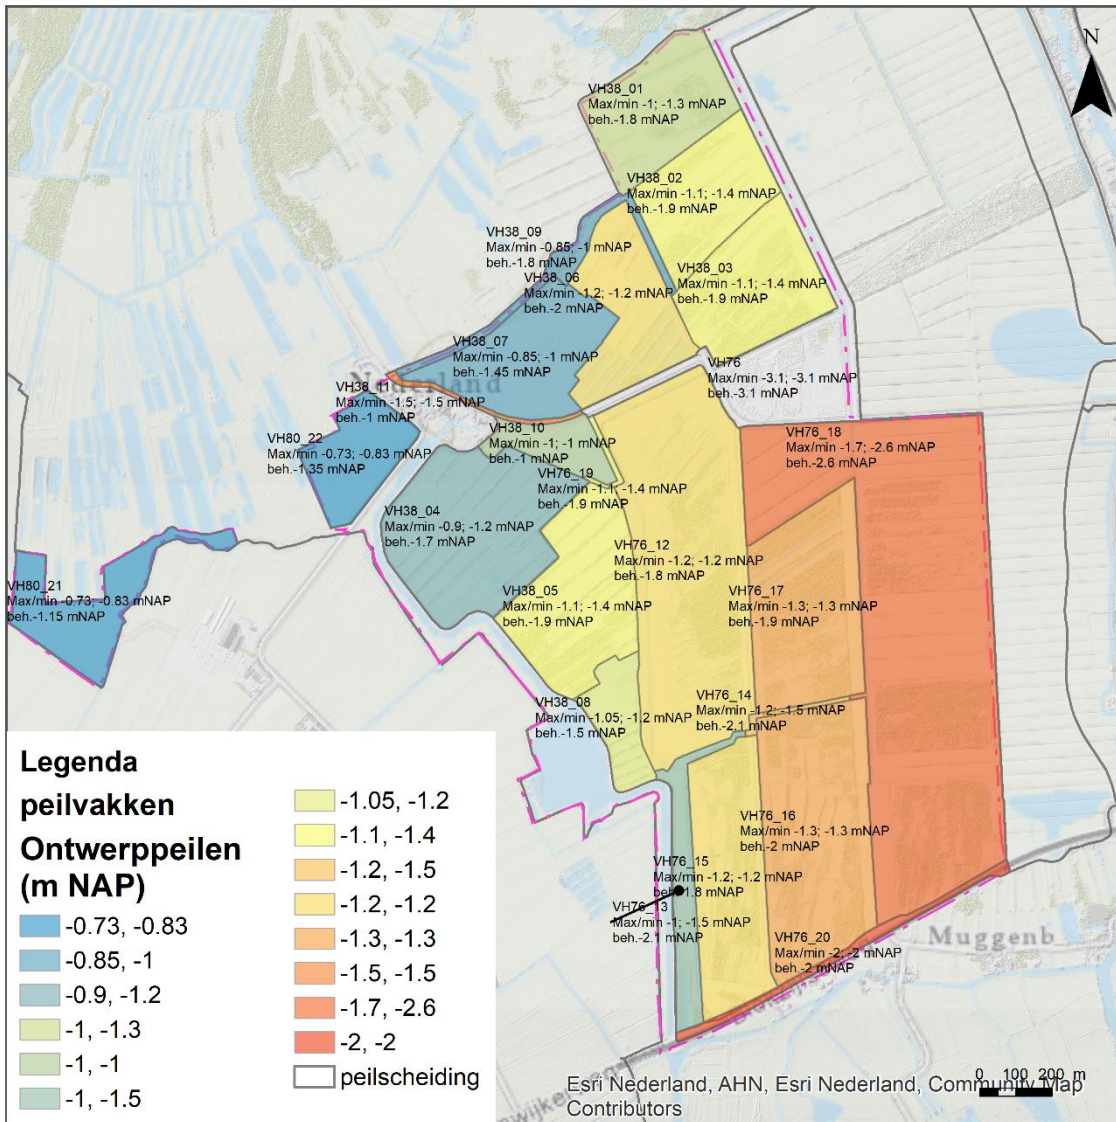 N
VH38_01
Max/min -1; -1.3 mNAP
beh.-1.8 mNAP
VH38_02
Max/min -1.1; -1.4 mNAP
beh.-1.9 mNAP
VH38_09
Max/min -0.85; -1 mNAP
beh.-1.8 mNAP
VH38_06
Max/min -1.2; -1.2 mNAP
beh.-2 mNAP
VH38_03
Max/min -1.1; -1.4 mNAP
beh.-1.9 mNAP
VH38_07
Max/min -0.85; -1 mNAP
beh.-1.45 mNAP
Nederland
VH76
Max/min -3.1; -3.1 mNAP
beh.-3.1 mNAP
VH38_11
Max/min -1.5; -1.5 mNAP
beh.-1 mNAP
VH38_10
Max/min -1; -1 mNAP
beh.-1 mNAP
VH76_18
Max/min -1.7; -2.6 mNAP
beh.-2.6 mNAP
VH80_22
Max/min -0.73; -0.83 mNAP
beh.-1.35 mNAP
VH76_19
Max/min -1.1; -1.4 mNAP
beh.-1.9 mNAP
VH38_04
Max/min -0.9; -1.2 mNAP
beh.-1.7 mNAP
VH76_12
Max/min -1.2; -1.2 mNAP
beh.-1.8 mNAP
VH80_21
Max/min -0.73; -0.83 mNAP
beh.-1.15 mNAP
VH38_05
Max/min -1.1; -1.4 mNAP
beh.-1.9 mNAP
VH76_17
Max/min -1.3; -1.3 mNAP
beh.-1.9 mNAP
VH38_08
Max/min -1.05; -1.2 mNAP
beh.-1.5 mNAP
VH76_14
Max/min -1.2; -1.5 mNAP
beh.-2.1 mNAP
VH76_16
Max/min -1.3; -1.3 mNAP
beh.-2 mNAP
VH76_15
Max/min -1.2; -1.2 mNAP
beh.-1.8 mNAP
VH76_13
Max/min -1; -1.5 mNAP
beh.-2.1 mNAP
VH76_20
Max/min -2; -2 mNAP
beh.-2 mNAP
Muggenb
Legenda
peilvakken
Ontwerppeilen
(m NAP)
-0.73, -0.83
-0.85, -1
-0.9, -1.2
-1, -1.3
-1, -1
-1, -1.5
-1.05, -1.2
-1.1, -1.4
-1.2, -1.5
-1.2, -1.2
-1.3, -1.3
-1.5, -1.5
-1.7, -2.6
-2, -2
peilscheiding
Esri Nederland, AHN, Esri Nederland, Community Map
Contributors
0 100 200 m